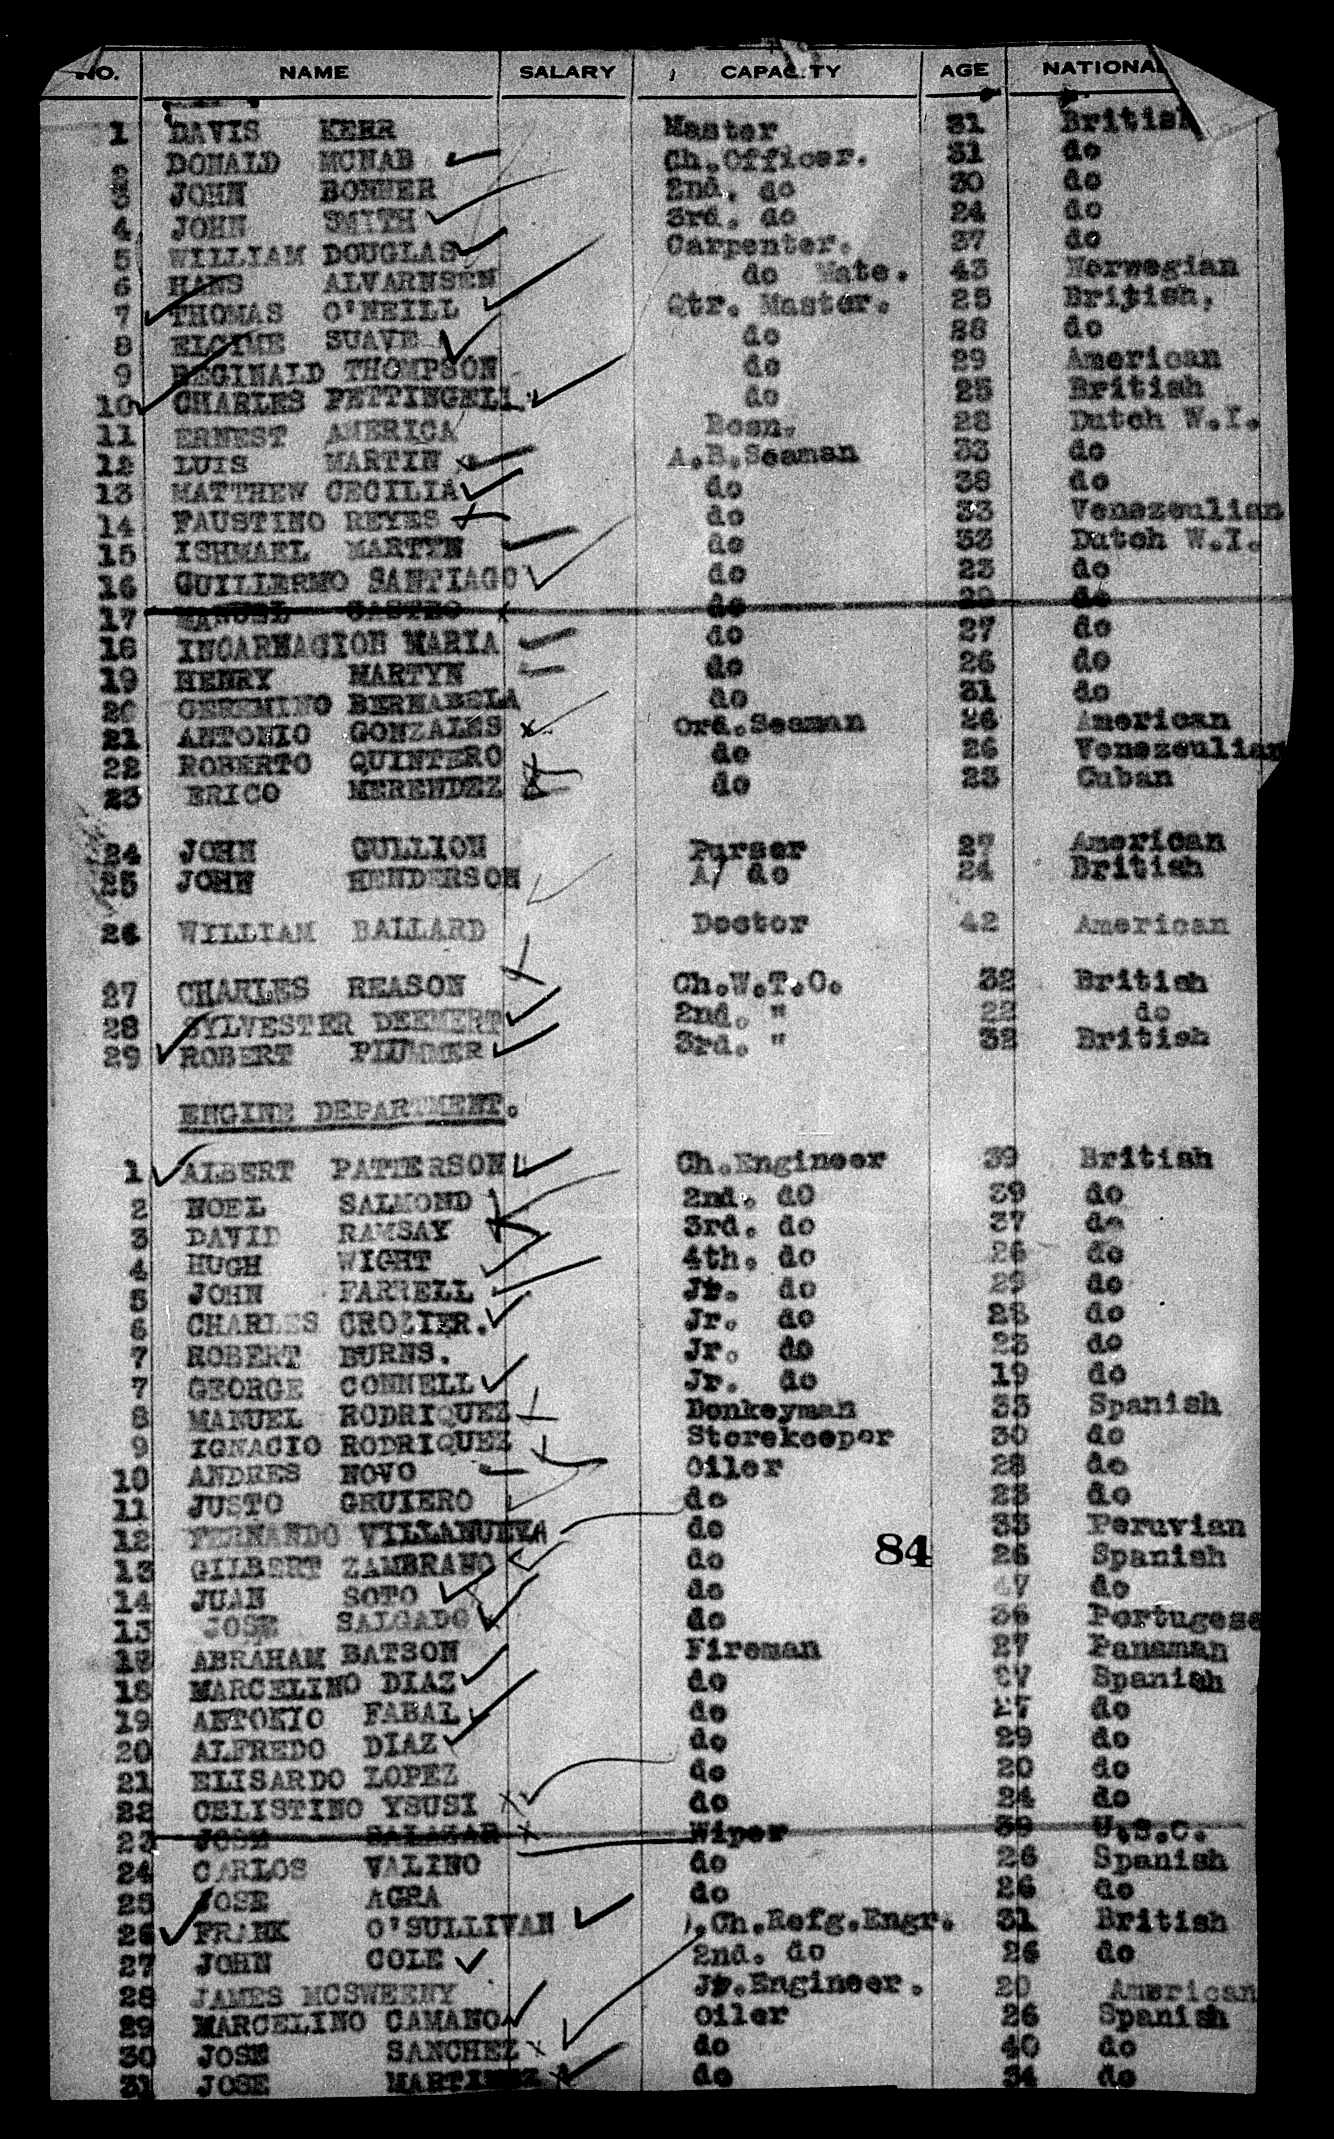 NO. NAME SALARY CAPACITY AGE NATIONAL
1 DAVIS KERR Master 31 British
2 DONALD MCNAB Ch.Officer. 31 do
3 JOHN BONNER 2nd. do 30 do
4 JOHN SMITH 3rd. do 24 do
5 WILLIAM DOUGLAS Carpenter. 37 do
6 HANS ALVARNSEN do Mate. 43 Norwegian
7 THOMAS O'NEILL Qtr. Master. 25 British,
8 ELCIME SUAVE do 28 do
9 REGINALD THOMPSON do 29 American
10 CHARLES PETTINGELL. do 25 British
11 ERNEST AMERICA Bosn. 28 Dutch W.I.
12 LUIS MARTIN A.B.Seaman 33 do
13 MATTHEW CECILIA do 38 do
14 FAUSTINO REYES do 33 Venezeulian
15 ISHMAEL MARTYN do 33 Dutch W.I.
16 GUILLERMO SANTIAGO do 23 do
17 MANUEL CASTRO do 29 do
18 INCARNACION MARIA do 27 do
19 HENRY MARTYN do 26 do
20 GEREMINO BERNABELA do 31 do
21 ANTONIO GONZALES Ord.Seaman 26 American
22 ROBERTO QUINTERO do 26 Venezeulian
23 ERICO MERENDEZ do 23 Cuban
24 JOHN GULLION Purser 27 American
25 JOHN HENDERSON A/ do 24 British
26 WILLIAM BALLARD Doctor 42 American
27 CHARLES REASON Ch.W.T.O. 32 British
28 SYLVESTER DEEMERT 2nd. " 22 do
29 ROBERT PLUMMER 3rd. " 32 British
ENGINE DEPARTMENT.
1 ALBERT PATTERSON Ch.Engineer 39 British
2 NOEL SALMOND 2nd. do 39 do
3 DAVID RAMSAY 3rd. do 37 do
4 HUGH WIGHT 4th. do 26 do
5 JOHN FARRELL Jr. do 29 do
6 CHARLES CROZIER. Jr. do 28 do
7 ROBERT BURNS. Jr. do 23 do
7 GEORGE CONNELL Jr. do 19 do
8 MANUEL RODRIQUEZ Donkeyman 33 Spanish
9 IGNACIO RODRIQUEZ Storekeeper 30 do
10 ANDRES NOVO Oiler 28 do
11 JUSTO GRUIERO do 23 do
12 FERNANDO VILLANUEVA do 33 Peruvian
84
13 GILBERT ZAMBRANO do 26 Spanish
14 JUAN SOTO do 47 do
15 JOSE SALGADO do 36 Portugese
ABRAHAM BATSON Fireman 27 Panaman
18 MARCELINO DIAZ do 27 Spanish
19 ANTONIO FABAL do 27 do
20 ALFREDO DIAZ do 29 do
21 ELISARDO LOPEZ do 20 do
22 CELISTINO YSUSI do 24 do
23 JOSE SALAZAR Wiper 39 U.S.C.
24 CARLOS VALINO do 26 Spanish
25 JOSE AGRA do 26 do
26 FRANK O'SULLIVAN .Ch.Refg.Engr. 31 British
27 JOHN COLE 2nd. do 26 do
28 JAMES MCSWEENY Jr.Engineer. 20 American
29 MARCELINO CAMANO Oiler 26 Spanish
30 JOSE SANCHEZ do 40 do
31 JOSE MARTINEZ do 34 do